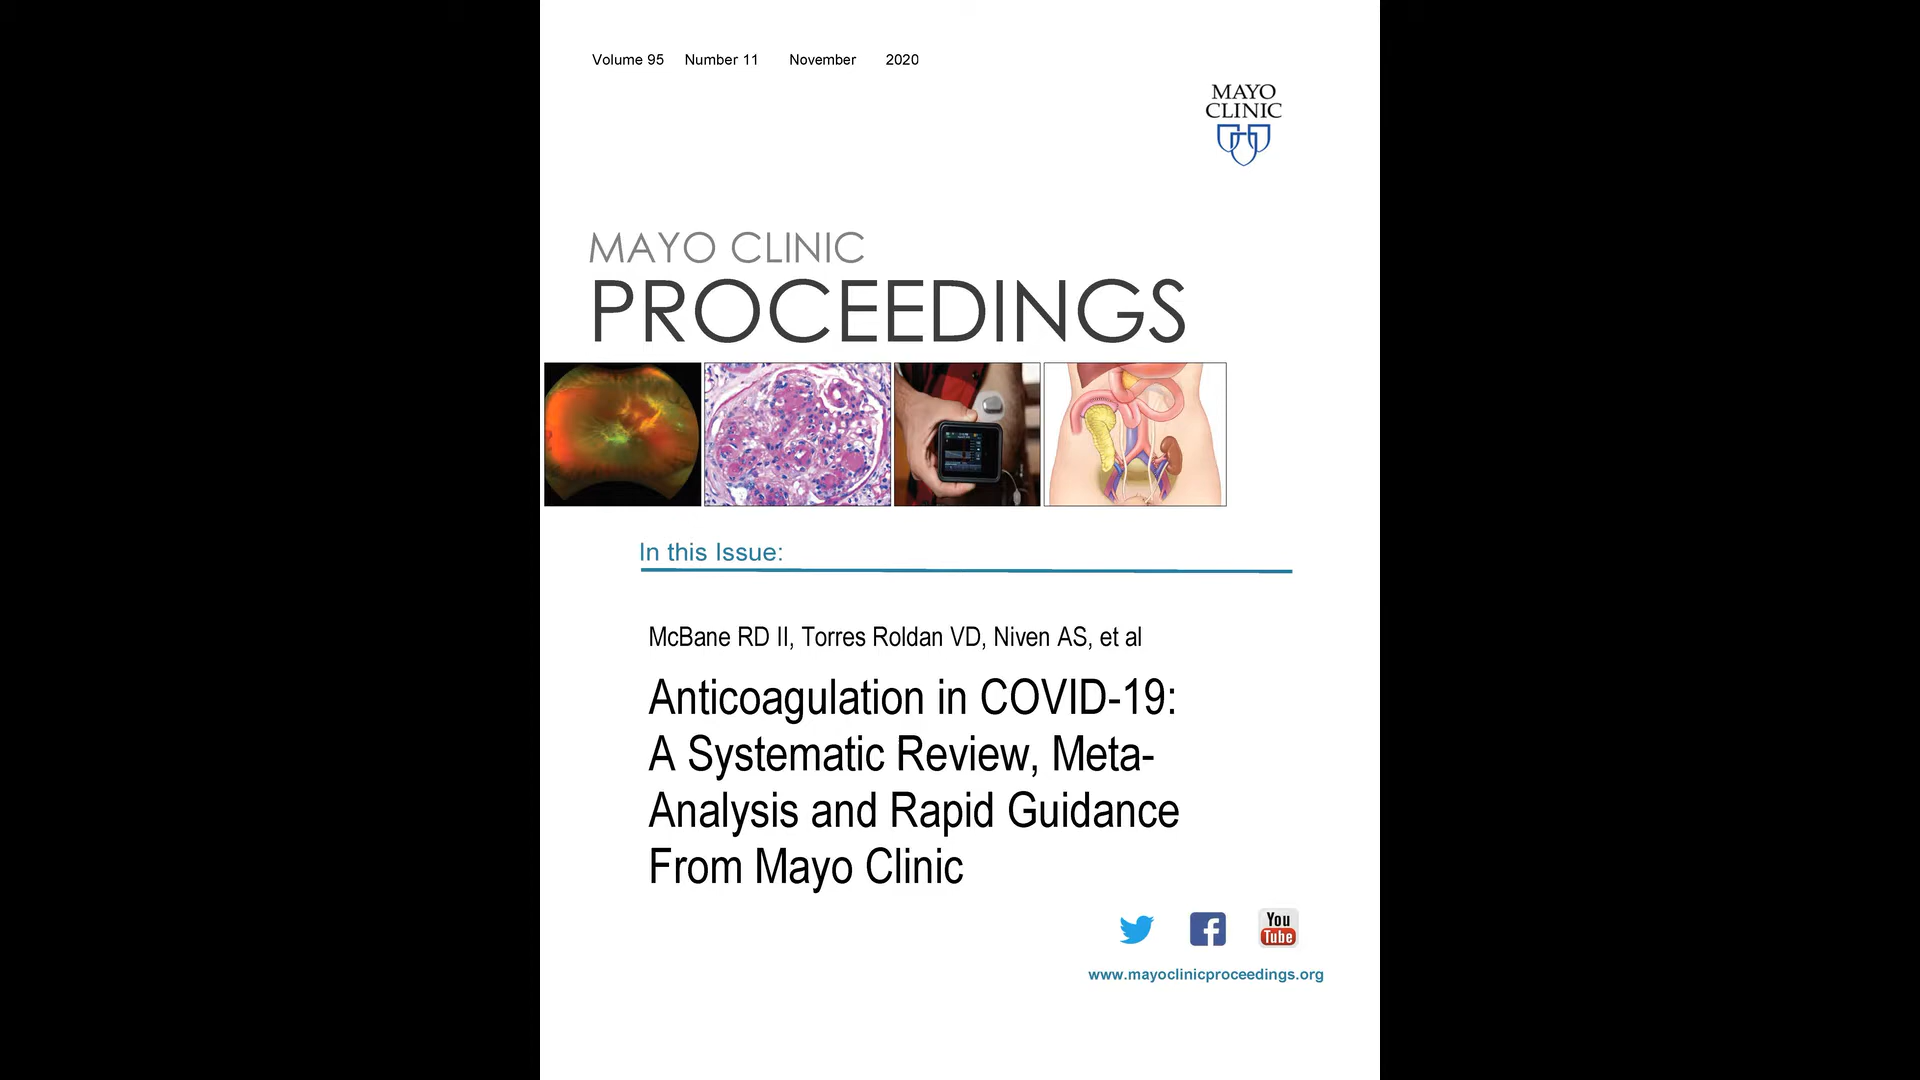 Volume 95 Number 11 November 2020
MAYO
CLINIC
MAYO CLINIC
PROCEEDINGS
In this Issue:
McBane RD II, Torres Roldan VD, Niven AS, et al
Anticoagulation in COVID-19:
A Systematic Review, Meta-
Analysis and Rapid Guidance
From Mayo Clinic
You
Tube
www.mayoclinicproceedings.org